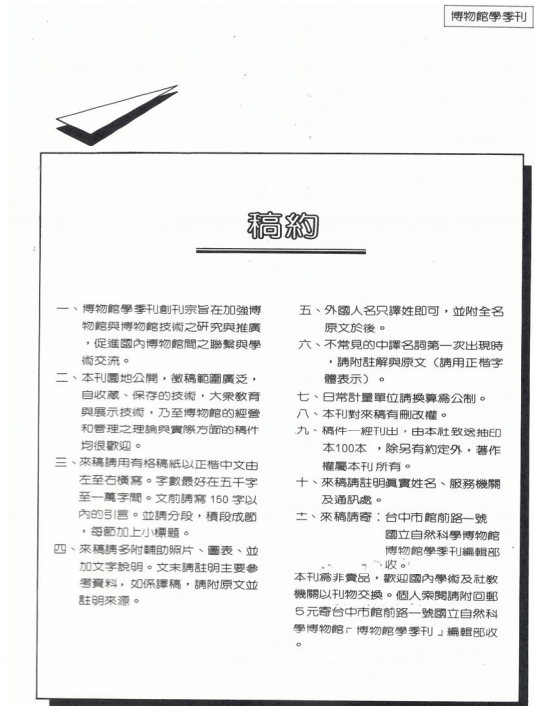 博物館學季刊
稿約
一、博物館學季刊創刊宗旨在加強博
物館與博物館技術之研究與推廣
，促進國內博物館間之聯繫與學
術交流。
二、本刊園地公開，徵稿範圍廣泛，
自收藏、保存的技術，大眾教育
與展示技術，乃至博物館的經營
和管理之理論與實際方面的稿件
均很歡迎。
三、來稿請用有格稿紙以正楷中文由
左至右橫寫。字數最好在五千字
至一萬字間。文前請寫 150 字以
內的引言。並請分段，積段成節
，每節加上小標題。
四、來稿請多附輔助照片、圖表、並
加文字說明。文末請註明主要參
考資料，如係譯稿，請附原文並
註明來源。
五、外國人名只譯姓即可，並附全名
原文於後。
六、不常見的中譯名詞第一次出現時
，請附註解與原文（請用正楷字
體表示）。
七、日常計量單位請換算為公制。
八、本刊對來稿有刪改權。
九、稿件一經刊出，由本社致送抽印
本100本 ，除另有約定外，著作
權屬本刊所有。
十、來稿請註明眞實姓名、服務機關
及通訊處。
十一、來稿請寄：台中市館前路一號
國立自然科學博物館
博物館學季刊編輯部
收。
本刊為非賣品，歡迎國內學術及社教
機關以刊物交換。個人索閱請附回郵
5元寄台中市館前路一號國立自然科
學博物館「博物館學季刊」編輯部收
。